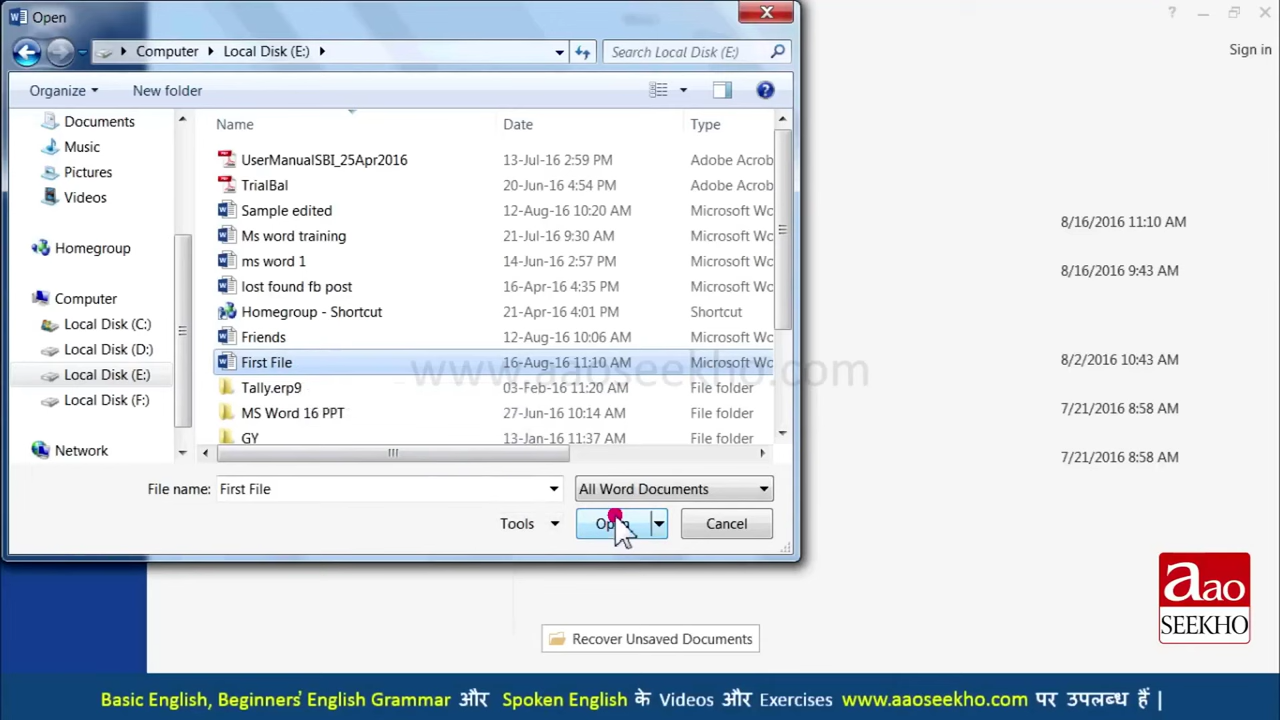 Open
Sign in
Computer Local Disk (E:)
Search Local Disk (E:)
Organize New folder
Documents
Music
Pictures
Videos
Homegroup
Computer
Local Disk (C:)
Local Disk (D:)
Local Disk (E:)
Local Disk (F:)
Network
Name Date Type
UserManualSBI_25Apr2016 13-Jul-16 2:59 PM Adobe Acrob
TrialBal 20-Jun-16 4:54 PM Adobe Acrob
Sample edited 12-Aug-16 10:20 AM Microsoft Wc
Ms word training 21-Jul-16 9:30 AM Microsoft Wc
ms word 1 14-Jun-16 2:57 PM Microsoft Wc
lost found fb post 16-Apr-16 4:35 PM Microsoft Wc
Homegroup - Shortcut 21-Apr-16 4:01 PM Shortcut
Friends 12-Aug-16 10:06 AM Microsoft Wc
First File 16-Aug-16 11:10 AM Microsoft Wc
Tally.erp9 03-Feb-16 11:20 AM File folder
MS Word 16 PPT 27-Jun-16 10:14 AM File folder
GY 13-Jan-16 11:37 AM File folder
www.aaoseekho.com
8/16/2016 11:10 AM
8/16/2016 9:43 AM
8/2/2016 10:43 AM
7/21/2016 8:58 AM
7/21/2016 8:58 AM
File name: First File All Word Documents
Tools Open Cancel
Recover Unsaved Documents
aao
SEEKHO
Basic English, Beginners' English Grammar और Spoken English के Videos और Exercises www.aaoseekho.com पर उपलब्ध हैं |